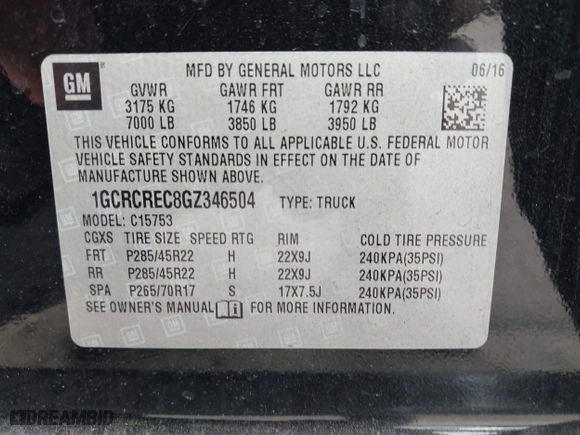 GM
MFD BY GENERAL MOTORS LLC 06/16
GVWR GAWR FRT GAWR RR
3175 KG 1746 KG 1792 KG
7000 LB 3850 LB 3950 LB
THIS VEHICLE CONFORMS TO ALL APPLICABLE U.S. FEDERAL MOTOR
VEHICLE SAFETY STANDARDS IN EFFECT ON THE DATE OF
MANUFACTURE SHOWN ABOVE.
1GCRCREC8GZ346504 TYPE: TRUCK
MODEL: C15753
CGXS TIRE SIZE SPEED RTG RIM COLD TIRE PRESSURE
FRT P285/45R22 H 22X9J 240KPA(35PSI)
RR P285/45R22 H 22X9J 240KPA(35PSI)
SPA P265/70R17 S 17X7.5J 240KPA(35PSI)
SEE OWNER'S MANUAL FOR MORE INFORMATION.
DREAMBID